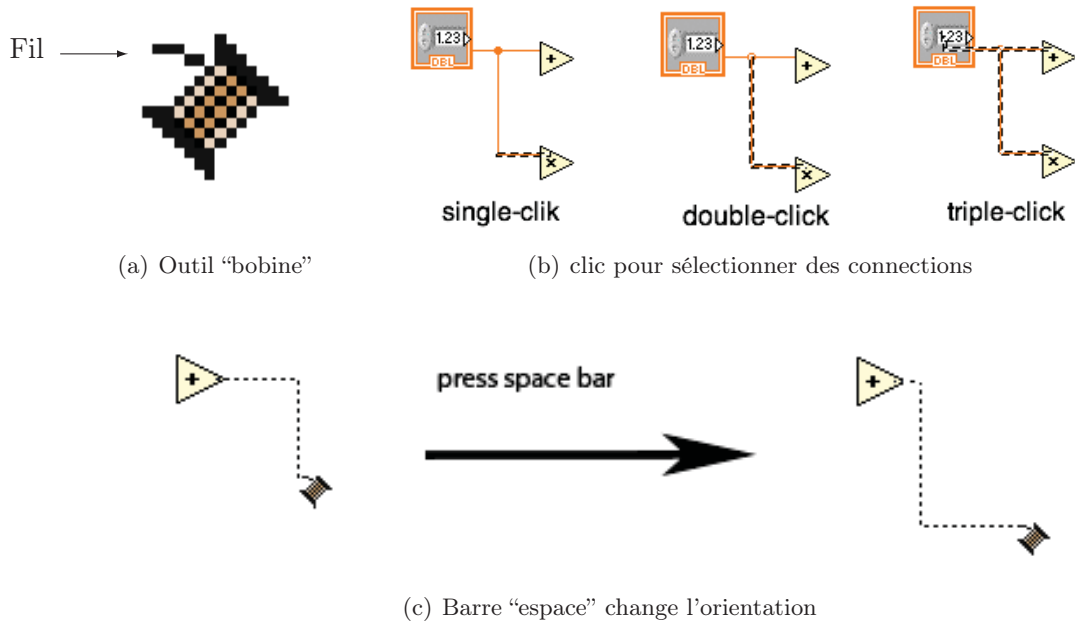 Fil
1.23
DBL
+
×
single-clik
1.23
DBL
+
×
double-click
1.23
DBL
+
×
triple-click
(a) Outil “bobine”
(b) clic pour sélectionner des connections
+
press space bar
+
(c) Barre “espace” change l’orientation